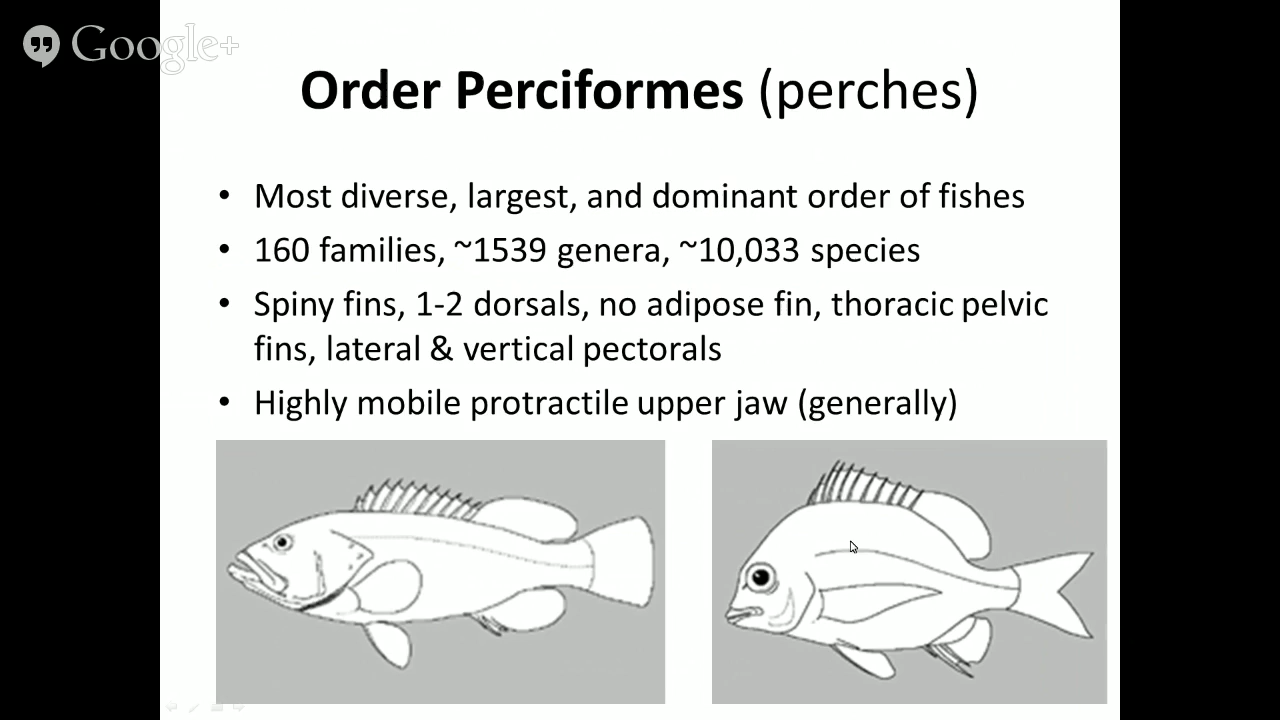 Google+
Order Perciformes (perches)
• Most diverse, largest, and dominant order of fishes
• 160 families, ~1539 genera, ~10,033 species
• Spiny fins, 1-2 dorsals, no adipose fin, thoracic pelvic
fins, lateral & vertical pectorals
• Highly mobile protractile upper jaw (generally)